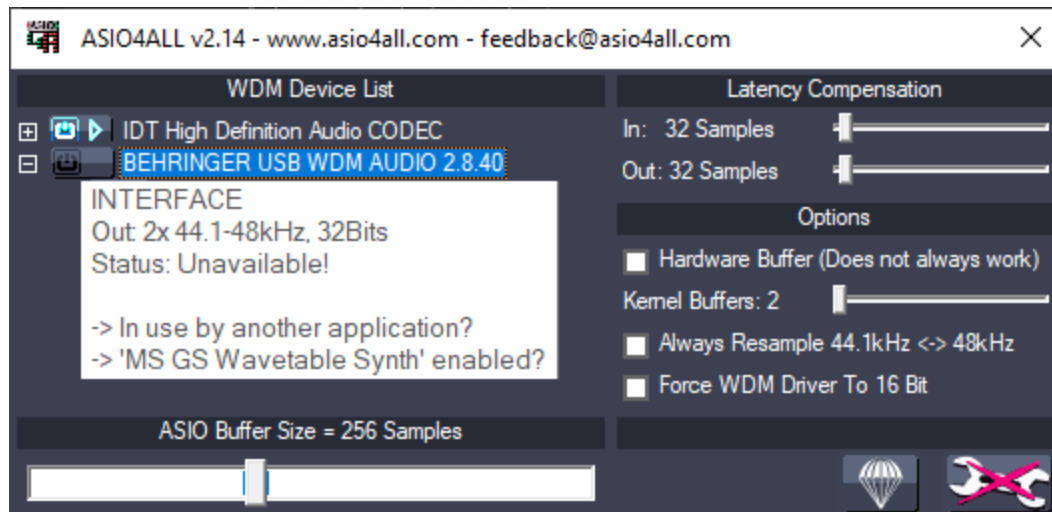 ASIO4ALL v2.14 - www.asio4all.com - feedback@asio4all.com
WDM Device List
IDT High Definition Audio CODEC
BEHRINGER USB WDM AUDIO 2.8.40
INTERFACE
Out: 2x 44.1-48kHz, 32Bits
Status: Unavailable!
-> In use by another application?
-> 'MS GS Wavetable Synth' enabled?
ASIO Buffer Size = 256 Samples
Latency Compensation
In: 32 Samples
Out: 32 Samples
Options
Hardware Buffer (Does not always work)
Kernel Buffers: 2
Always Resample 44.1kHz <-> 48kHz
Force WDM Driver To 16 Bit